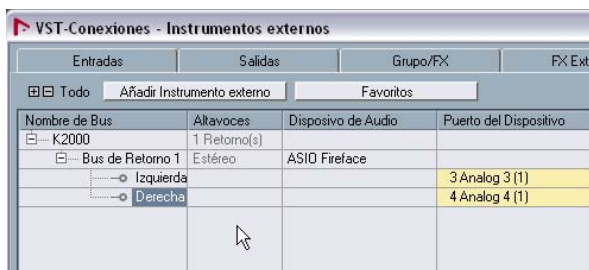 VST-Conexiones - Instrumentos externos
Entradas Salidas Grupo/FX FX Ext
Todo Añadir Instrumento externo Favoritos
Nombre de Bus Altavoces Disposivo de Audio Puerto del Dispositivo
K2000 1 Retorno(s)
Bus de Retorno 1 Estéreo ASIO Fireface
Izquierda 3 Analog 3 (1)
Derecha 4 Analog 4 (1)